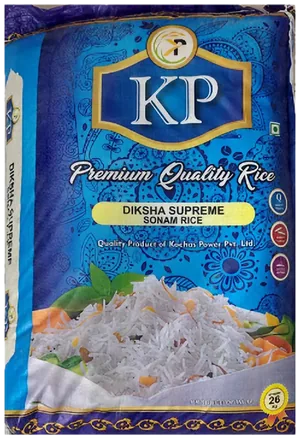 KP
Premium Quality Rice
DIKSHA SUPREME
SONAM RICE
Quality Product of Kochas Power Pvt. Ltd.
DIKSHA SUPREME
26